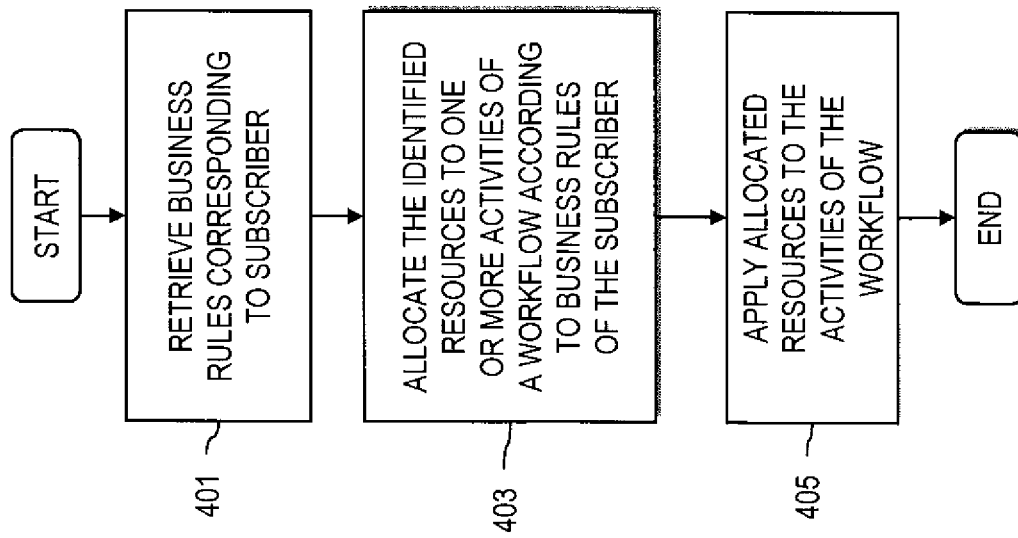 START
RETRIEVE BUSINESS
RULES CORRESPONDING
TO SUBSCRIBER
401
ALLOCATE THE IDENTIFIED
RESOURCES TO ONE
OR MORE ACTIVITIES OF
A WORKFLOW ACCORDING
TO BUSINESS RULES
OF THE SUBSCRIBER
403
APPLY ALLOCATED
RESOURCES TO THE
ACTIVITIES OF THE
WORKFLOW
405
END